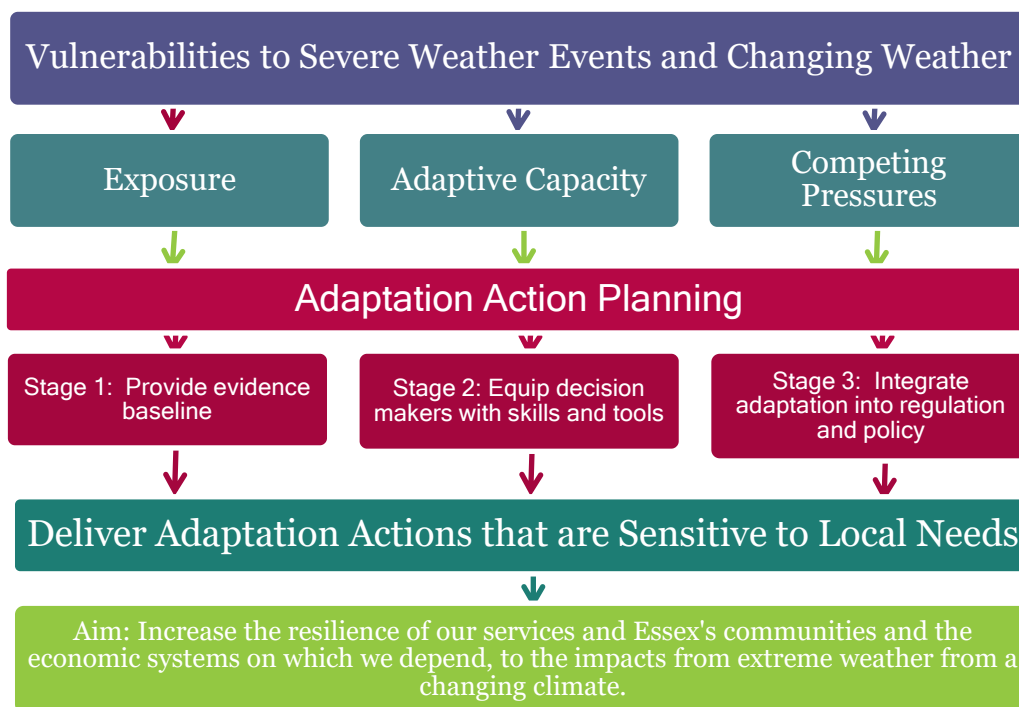 Vulnerabilities to Severe Weather Events and Changing Weather
Exposure
Adaptive Capacity
Competing
Pressures
Adaptation Action Planning
Stage 1:  Provide evidence
baseline
Stage 2: Equip decision
makers with skills and tools
Stage 3:  Integrate
adaptation into regulation
and policy
Deliver Adaptation Actions that are Sensitive to Local Needs
Aim: Increase the resilience of our services and Essex's communities and the
economic systems on which we depend, to the impacts from extreme weather from a
changing climate.